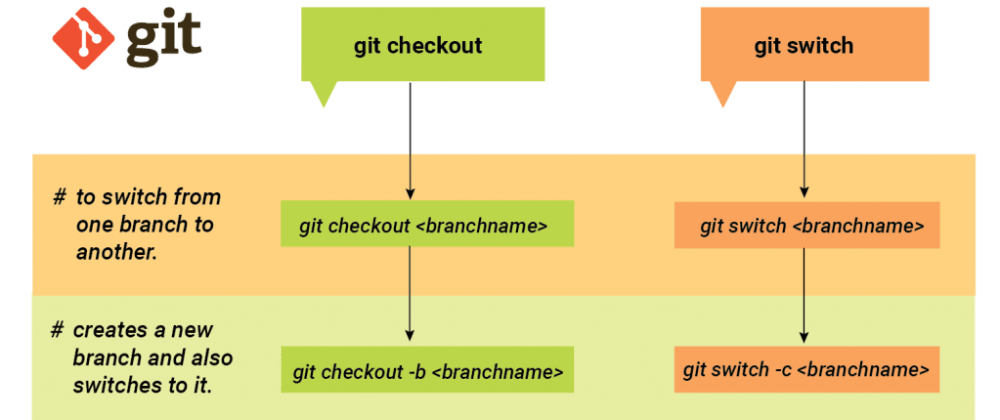 git
git checkout
git switch
# to switch from
one branch to
another.
git checkout <branchname>
git switch <branchname>
# creates a new
branch and also
switches to it.
git checkout -b <branchname>
git switch -c <branchname>